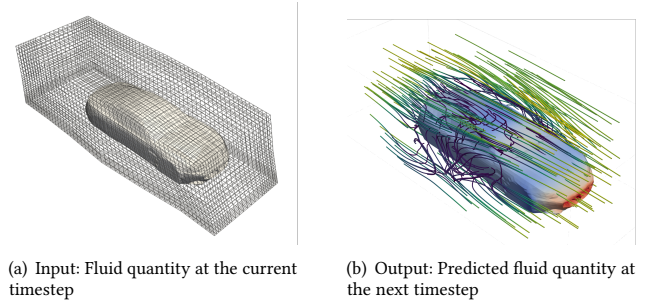 (a) Input: Fluid quantity at the current
timestep
(b) Output: Predicted fluid quantity at
the next timestep